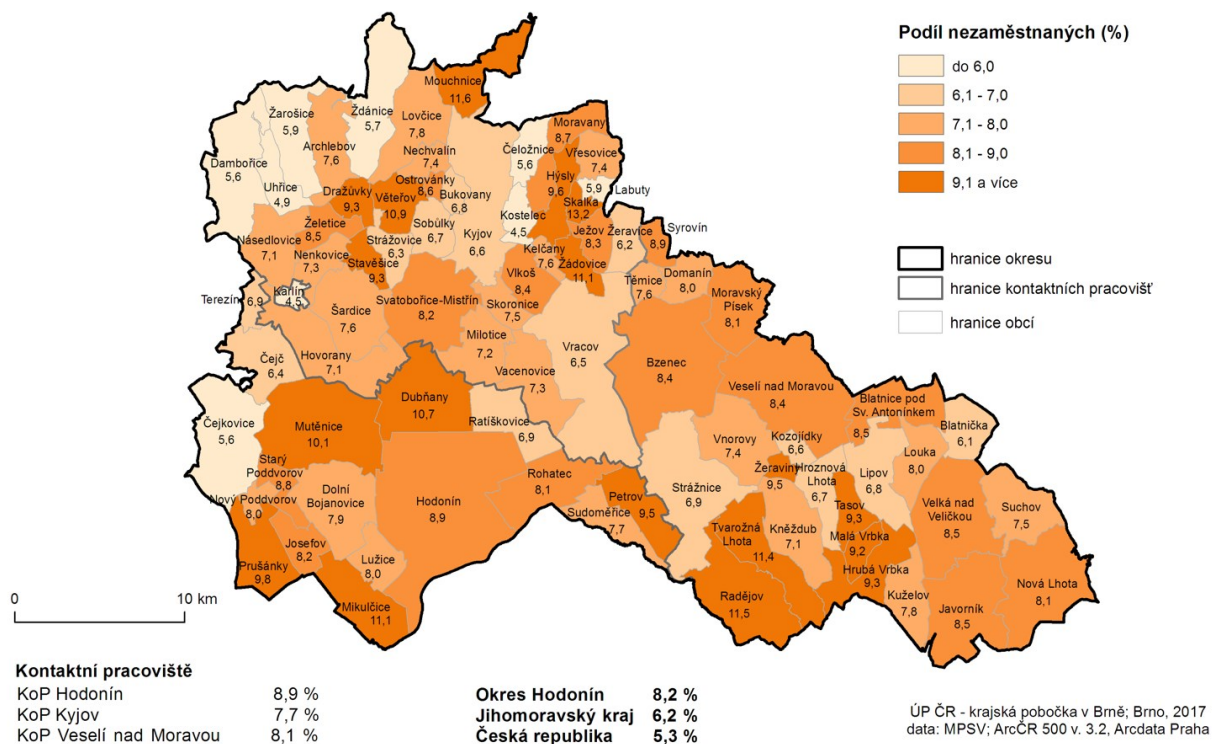 Podíl nezaměstnaných (%)
do 6,0
6,1 - 7,0
7,1 - 8,0
8,1 - 9,0
9,1 a více
hranice okresu
hranice kontaktních pracovišť
hranice obcí
Mouchnice
11,6
Žarošice
5,9
Ždánice
5,7
Lovčice
7,8
Moravany
8,7
Archlebov
7,6
Nechvalín
7,4
Čeložnice
5,6
Vřesovice
7,4
Dambořice
5,6
Uhřice
4,9
Dražůvky
9,3
Věteřov
10,9
Ostrovánky
8,6
Bukovany
6,8
Hýsly
9,6
5,9
Labuty
Skalka
13,2
Kostelec
4,5
Želetice
8,5
Strážovice
6,3
Sobůlky
6,7
Kyjov
6,6
Ježov
8,3
Žeravice
6,2
Syrovín
8,9
Násedlovice
7,1
Nenkovice
7,3
Stavěšice
9,3
Kelčany
7,6
Žádovice
11,1
Vlkoš
8,4
Těmice
7,6
Domanín
8,0
Moravský
Písek
8,1
Terezín
6,9
Karlín
4,5
Šardice
7,6
Svatobořice-Mistřín
8,2
Skoronice
7,5
Čejč
6,4
Hovorany
7,1
Milotice
7,2
Vacenovice
7,3
Vracov
6,5
Bzenec
8,4
Veselí nad Moravou
8,4
Blatnice pod
Sv. Antonínkem
8,5
Blatnička
6,1
Čejkovice
5,6
Mutěnice
10,1
Dubňany
10,7
Ratíškovice
6,9
Vnorovy
7,4
Kozojídky
6,6
Louka
8,0
Starý
Poddvorov
8,8
Nový Poddvorov
8,0
Dolní
Bojanovice
7,9
Hodonín
8,9
Rohatec
8,1
Petrov
9,5
Sudoměřice
7,7
Strážnice
6,9
Žeraviny
9,5
Hroznová
Lhota
6,7
Lipov
6,8
Tasov
9,3
Velká nad
Veličkou
8,5
Suchov
7,5
Prušánky
9,8
Josefov
8,2
Lužice
8,0
Mikulčice
11,1
Tvarožná
Lhota
11,4
Kněždub
7,1
Malá Vrbka
9,2
Hrubá Vrbka
9,3
Radějov
11,5
Kuželov
7,8
Javorník
8,5
Nová Lhota
8,1
0 10 km
Kontaktní pracoviště
KoP Hodonín 8,9 %
KoP Kyjov 7,7 %
KoP Veselí nad Moravou 8,1 %
Okres Hodonín 8,2 %
Jihomoravský kraj 6,2 %
Česká republika 5,3 %
ÚP ČR - krajská pobočka v Brně; Brno, 2017
data: MPSV; ArcČR 500 v. 3.2, Arcdata Praha